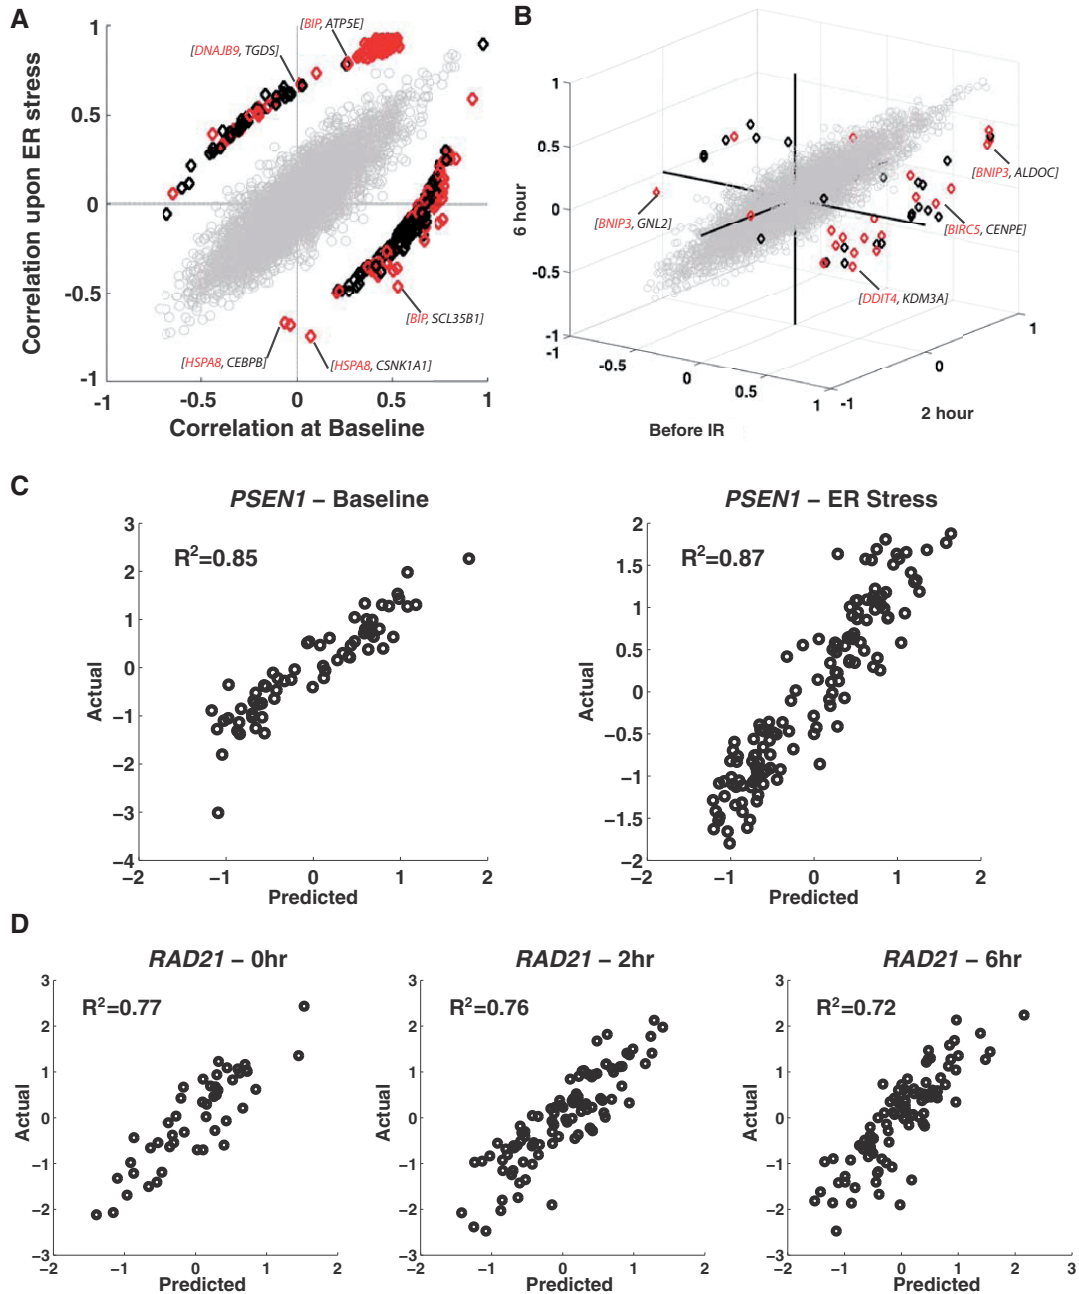 A
B
1
0.5
0
-0.5
-1
-1
-0.5
0
0.5
1
Correlation upon ER stress
Correlation at Baseline
[DNAJB9, TGDS]
[BIP, ATP5E]
[BIP, SCL35B1]
[HSPA8, CEBPB]
[HSPA8, CSNK1A1]
1
0.5
0
-0.5
-1
-1
-0.5
0
0.5
1
-1
0
1
6 hour
Before IR
2 hour
[BNIP3, ALDOC]
[BNIP3, GNL2]
[BIRC5, CENPE]
[DDIT4, KDM3A]
C
PSEN1 – Baseline
R²=0.85
3
2
1
0
−1
−2
−3
−4
−2
−1
0
1
2
Actual
Predicted
PSEN1 – ER Stress
R²=0.87
2
1.5
1
0.5
0
−0.5
−1
−1.5
−2
−2
−1
0
1
2
Actual
Predicted
D
RAD21 – 0hr
R²=0.77
3
2
1
0
−1
−2
−3
−2
−1
0
1
2
Actual
Predicted
RAD21 – 2hr
R²=0.76
3
2
1
0
−1
−2
−3
−2
−1
0
1
2
Actual
Predicted
RAD21 – 6hr
R²=0.72
3
2
1
0
−1
−2
−3
−2
−1
0
1
2
3
Actual
Predicted